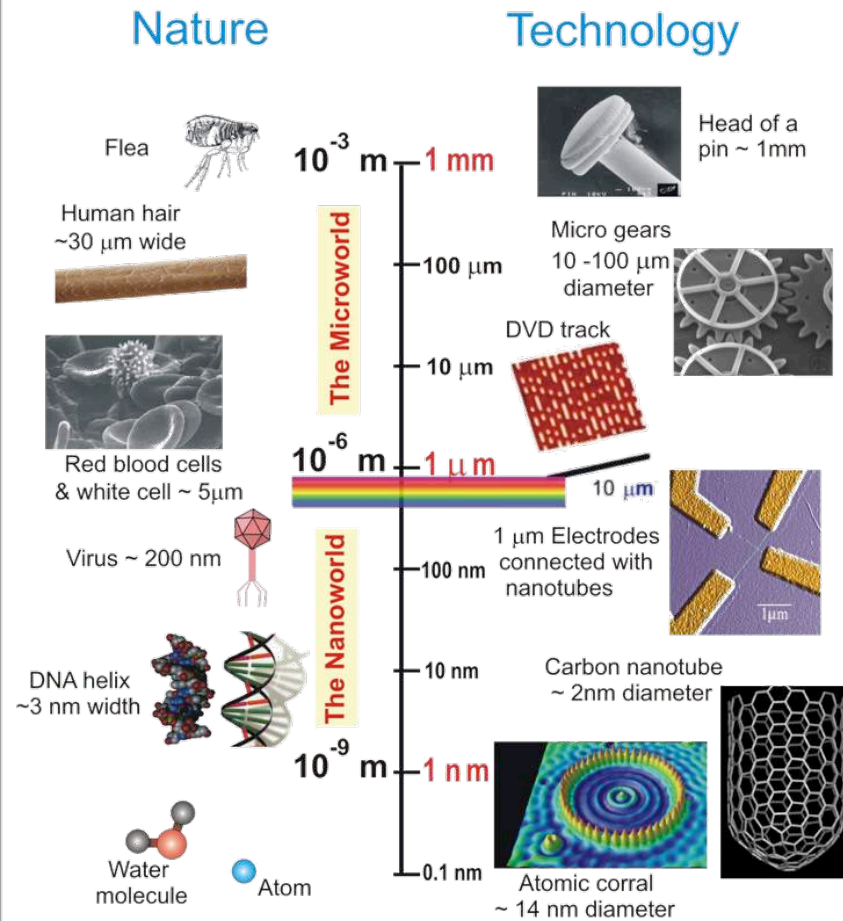 Nature
Technology
Flea
10-3 m
1 mm
Head of a
pin ~ 1mm
Human hair
~30 μm wide
The Microworld
100 μm
Micro gears
10 -100 μm
diameter
DVD track
10 μm
10-6 m
1 μm
Red blood cells
& white cell ~ 5μm
10 μm
Virus ~ 200 nm
The Nanoworld
100 nm
1 μm Electrodes
connected with
nanotubes
1μm
DNA helix
~3 nm width
10 nm
Carbon nanotube
~ 2nm diameter
10-9 m
1 nm
Water
molecule
Atom
0.1 nm
Atomic corral
~ 14 nm diameter